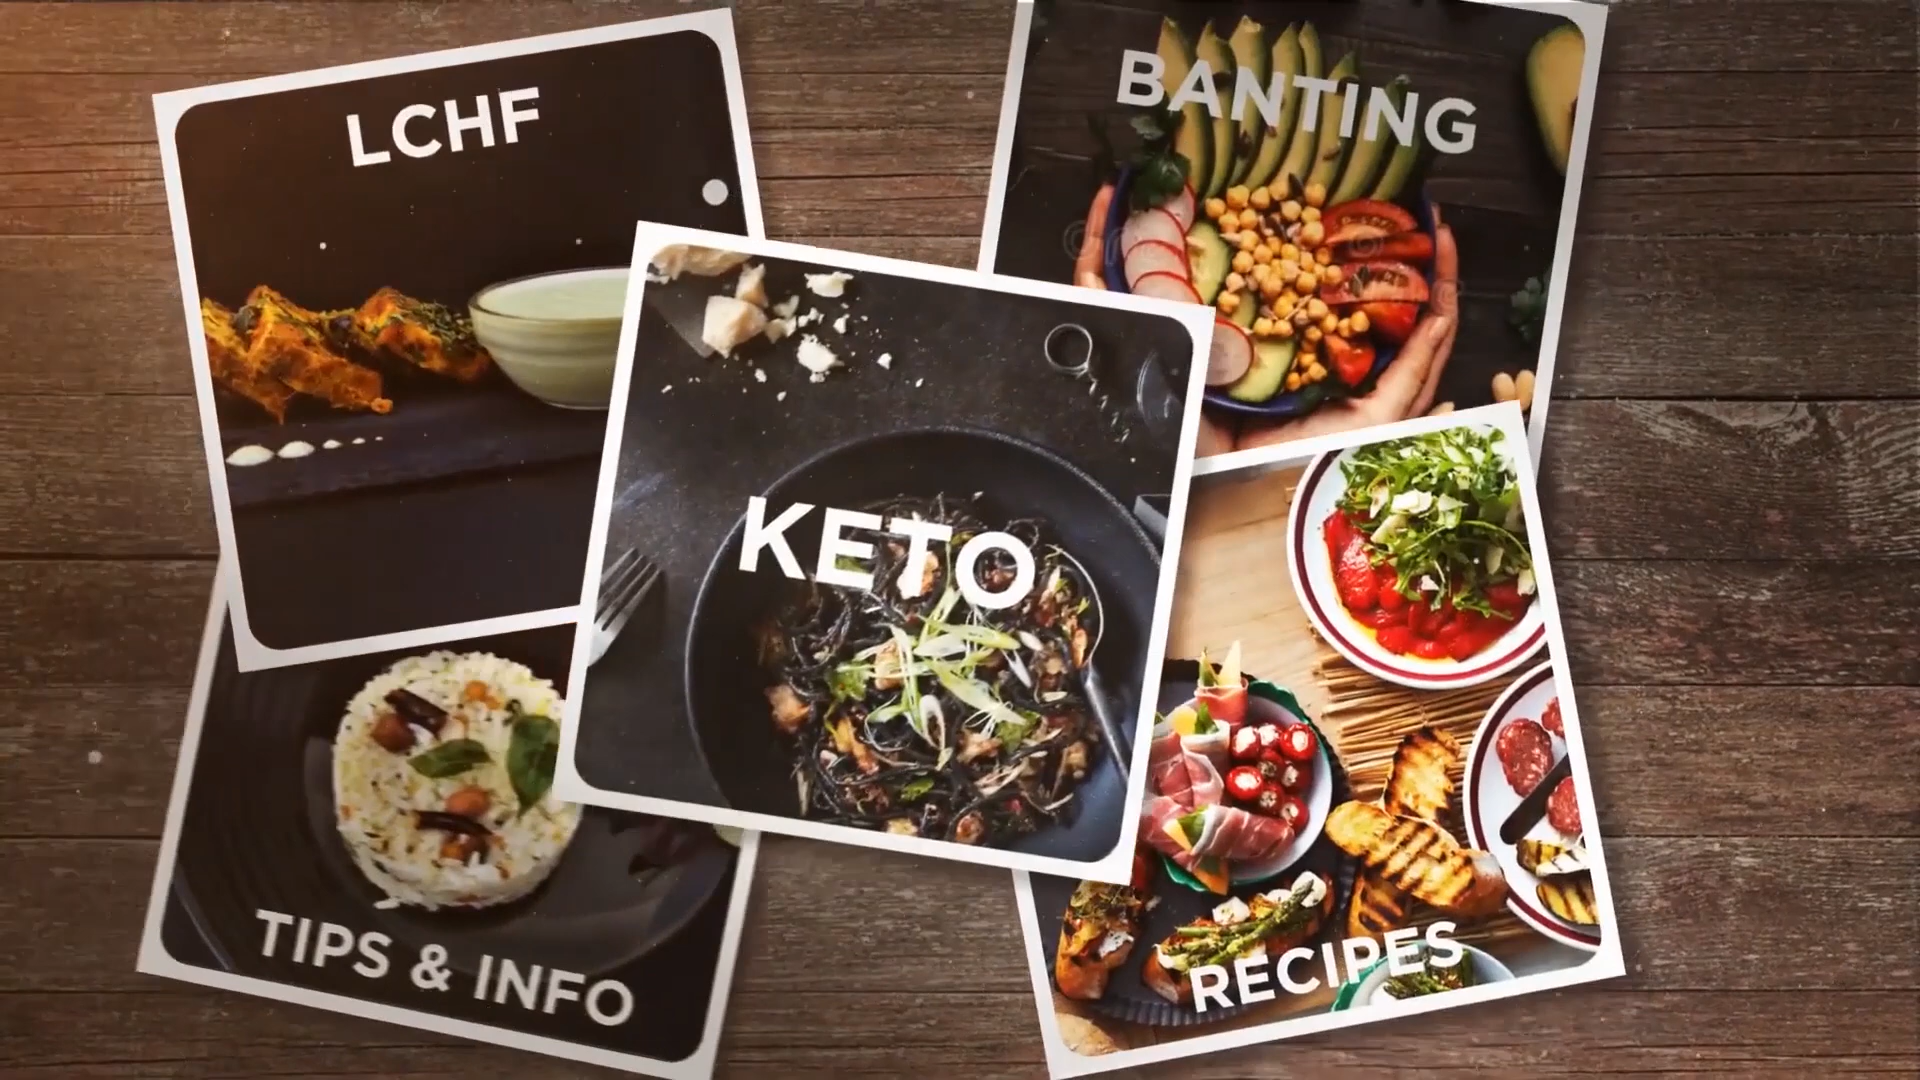 LCHF
BANTING
KETO
TIPS & INFO
RECIPES